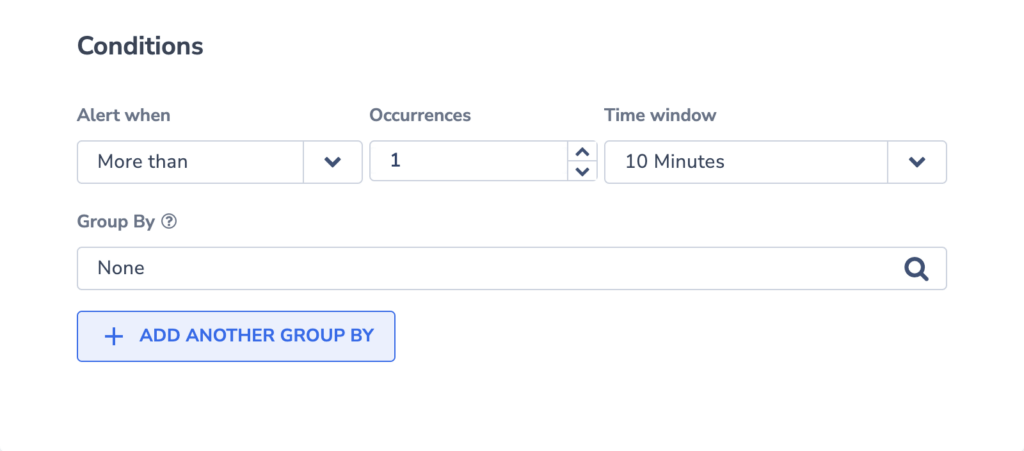 Conditions
Alert when Occurrences Time window
More than 1 10 Minutes
Group By ?
None
+ ADD ANOTHER GROUP BY